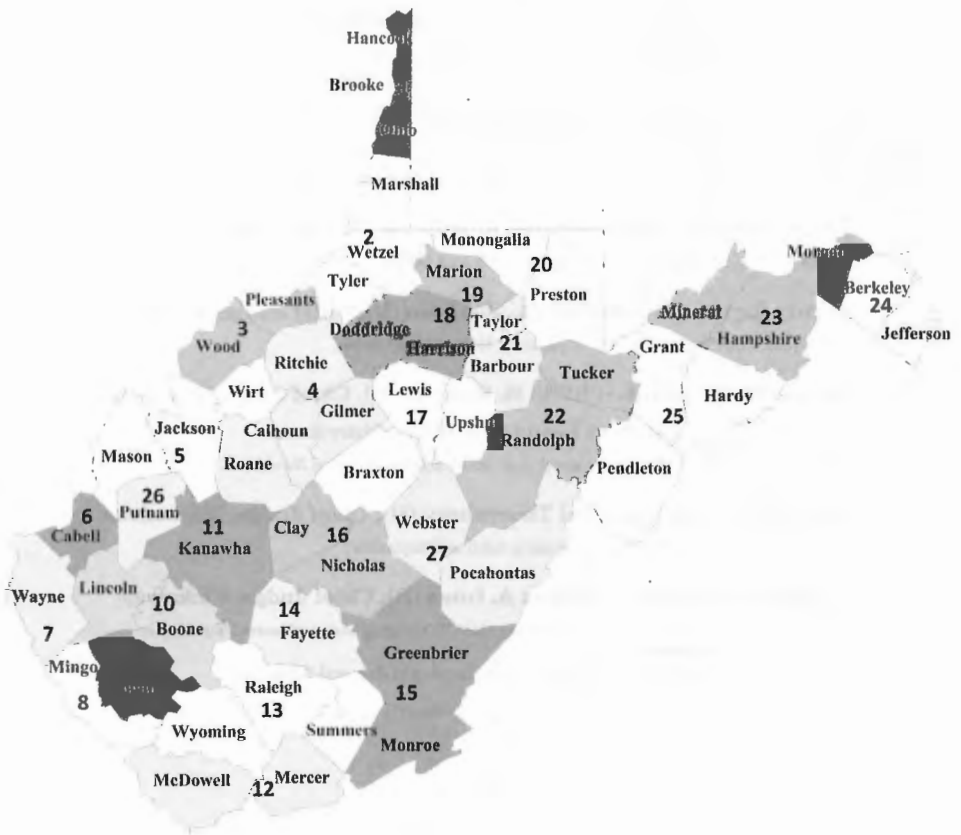 Hancock
Brooke
Marshall
2
Wetzel
Monongalia
Tyler
Marion
20
Preston
Pleasants
19
3
Wood
Doddridge
18
Harrison
Taylor
21
Barbour
Ritchie
4
Wirt
Gilmer
Lewis
17
Tucker
Mineral
Grant
Hampshire
23
Berkeley
24
Jefferson
Hardy
25
Jackson
5
Mason
Calhoun
Roane
Braxton
22
Randolph
Pendleton
26
Putnam
6
Cabell
11
Kanawha
Clay
16
Nicholas
Webster
27
Pocahontas
Wayne
7
Lincoln
10
Boone
14
Fayette
Greenbrier
15
Mingo
8
Raleigh
13
Summers
Monroe
Wyoming
McDowell
12
Mercer